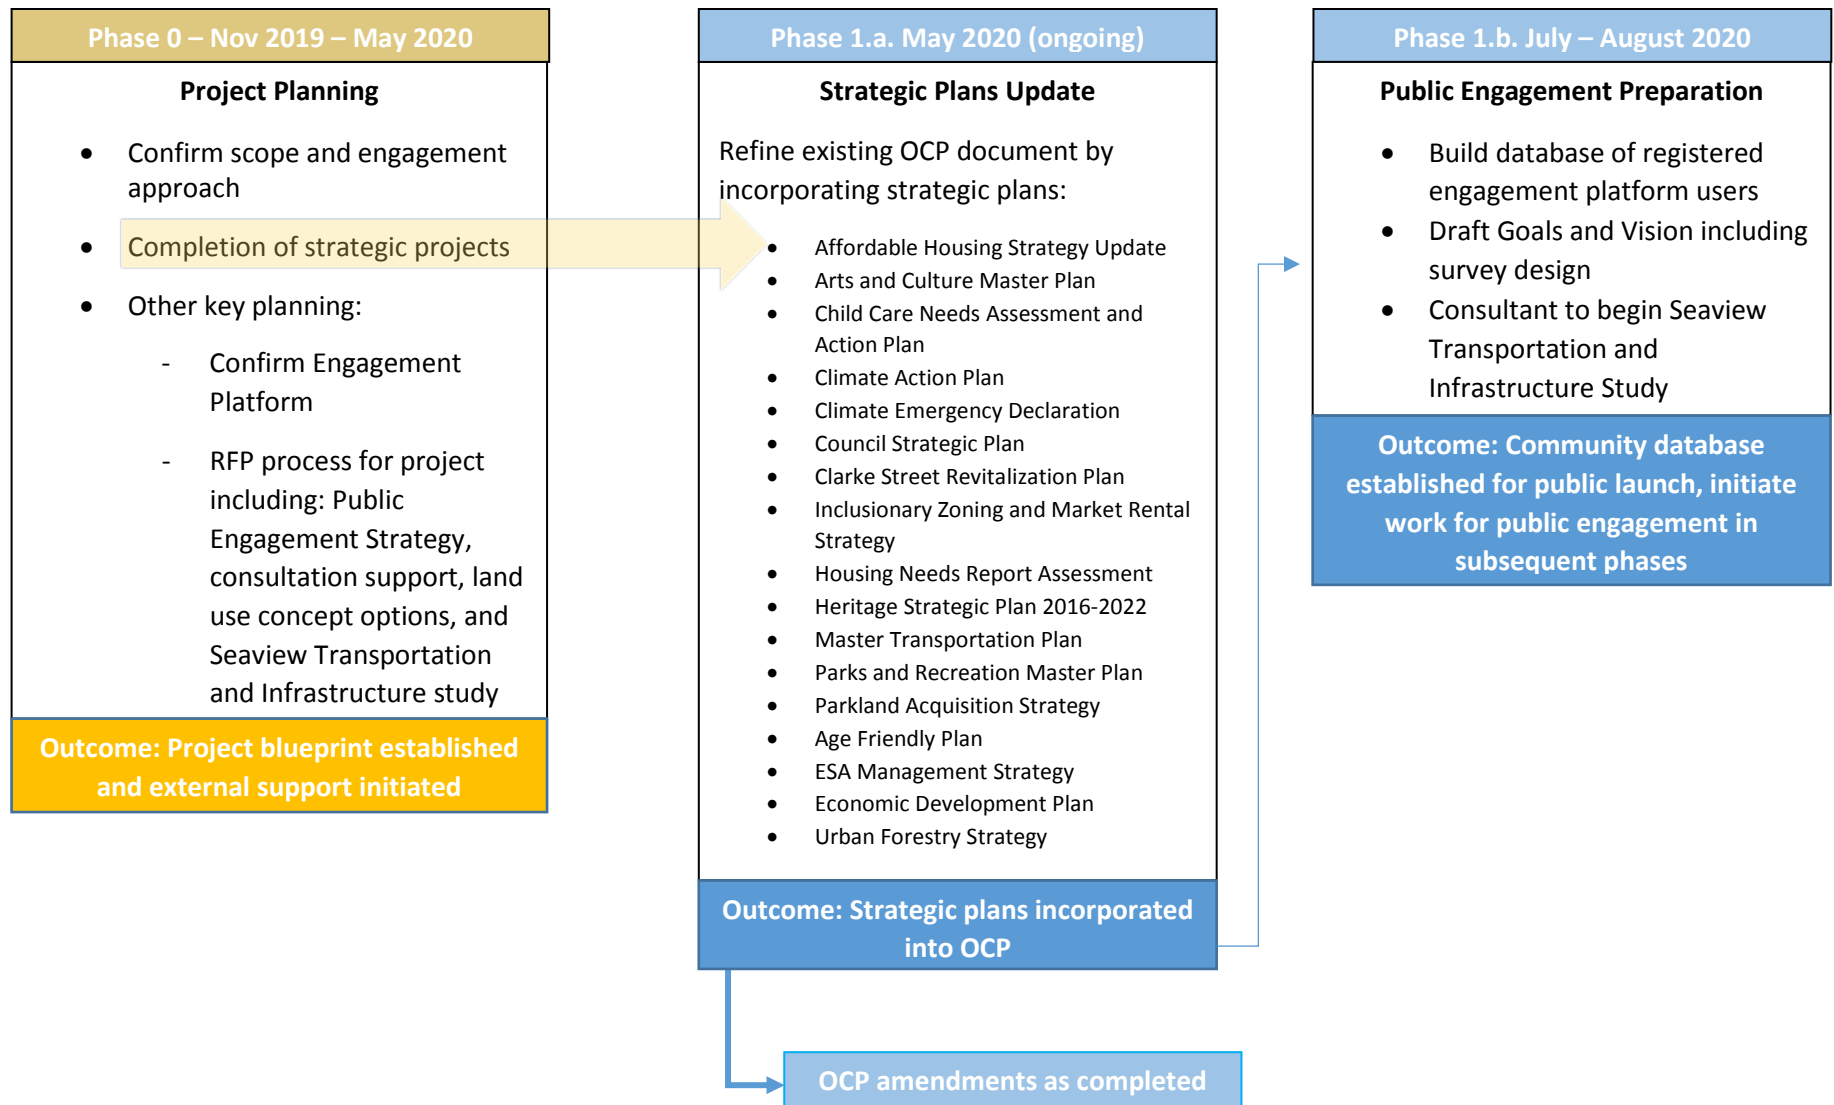 Phase 0 – Nov 2019 – May 2020
Project Planning
• Confirm scope and engagement
approach
• Completion of strategic projects
• Other key planning:
- Confirm Engagement
Platform
- RFP process for project
including: Public
Engagement Strategy,
consultation support, land
use concept options, and
Seaview Transportation
and Infrastructure study
Outcome: Project blueprint established
and external support initiated
Phase 1.a. May 2020 (ongoing)
Strategic Plans Update
Refine existing OCP document by
incorporating strategic plans:
• Affordable Housing Strategy Update
• Arts and Culture Master Plan
• Child Care Needs Assessment and
Action Plan
• Climate Action Plan
• Climate Emergency Declaration
• Council Strategic Plan
• Clarke Street Revitalization Plan
• Inclusionary Zoning and Market Rental
Strategy
• Housing Needs Report Assessment
• Heritage Strategic Plan 2016-2022
• Master Transportation Plan
• Parks and Recreation Master Plan
• Parkland Acquisition Strategy
• Age Friendly Plan
• ESA Management Strategy
• Economic Development Plan
• Urban Forestry Strategy
Outcome: Strategic plans incorporated
into OCP
OCP amendments as completed
Phase 1.b. July – August 2020
Public Engagement Preparation
• Build database of registered
engagement platform users
• Draft Goals and Vision including
survey design
• Consultant to begin Seaview
Transportation and
Infrastructure Study
Outcome: Community database
established for public launch, initiate
work for public engagement in
subsequent phases